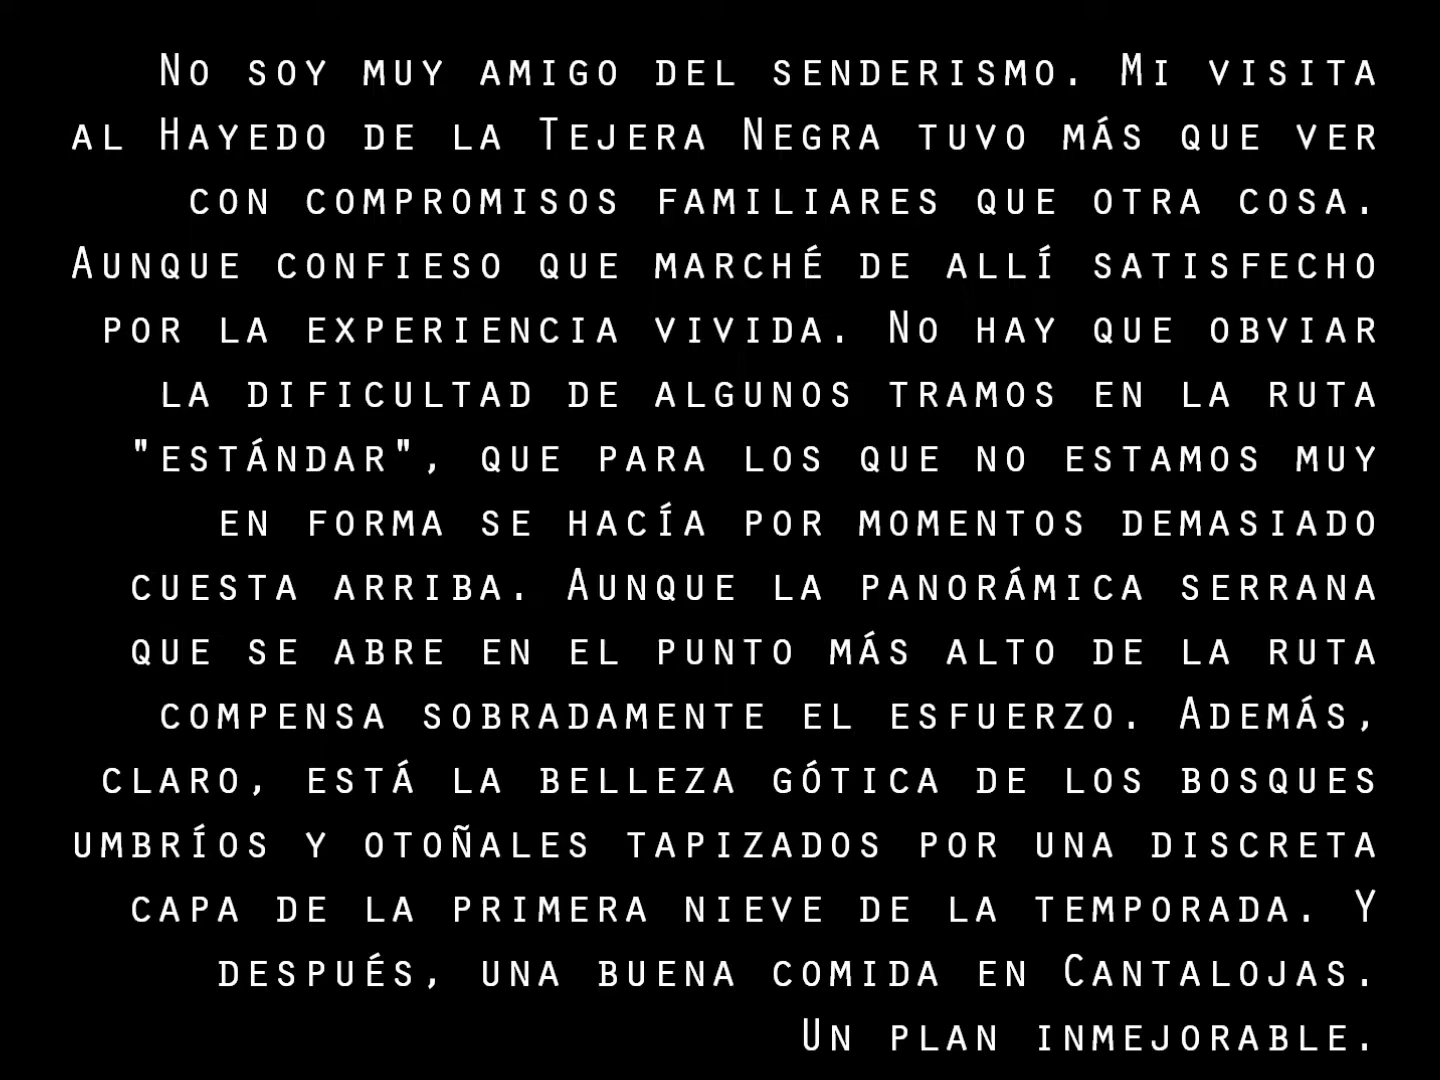 No soy muy amigo del senderismo. Mi visita
al Hayedo de la Tejera Negra tuvo más que ver
con compromisos familiares que otra cosa.
Aunque confieso que marché de allí satisfecho
por la experiencia vivida. No hay que obviar
la dificultad de algunos tramos en la ruta
"estándar", que para los que no estamos muy
en forma se hacía por momentos demasiado
cuesta arriba. Aunque la panorámica serrana
que se abre en el punto más alto de la ruta
compensa sobradamente el esfuerzo. Además,
claro, está la belleza gótica de los bosques
umbríos y otoñales tapizados por una discreta
capa de la primera nieve de la temporada. Y
después, una buena comida en Cantalojas.
Un plan inmejorable.